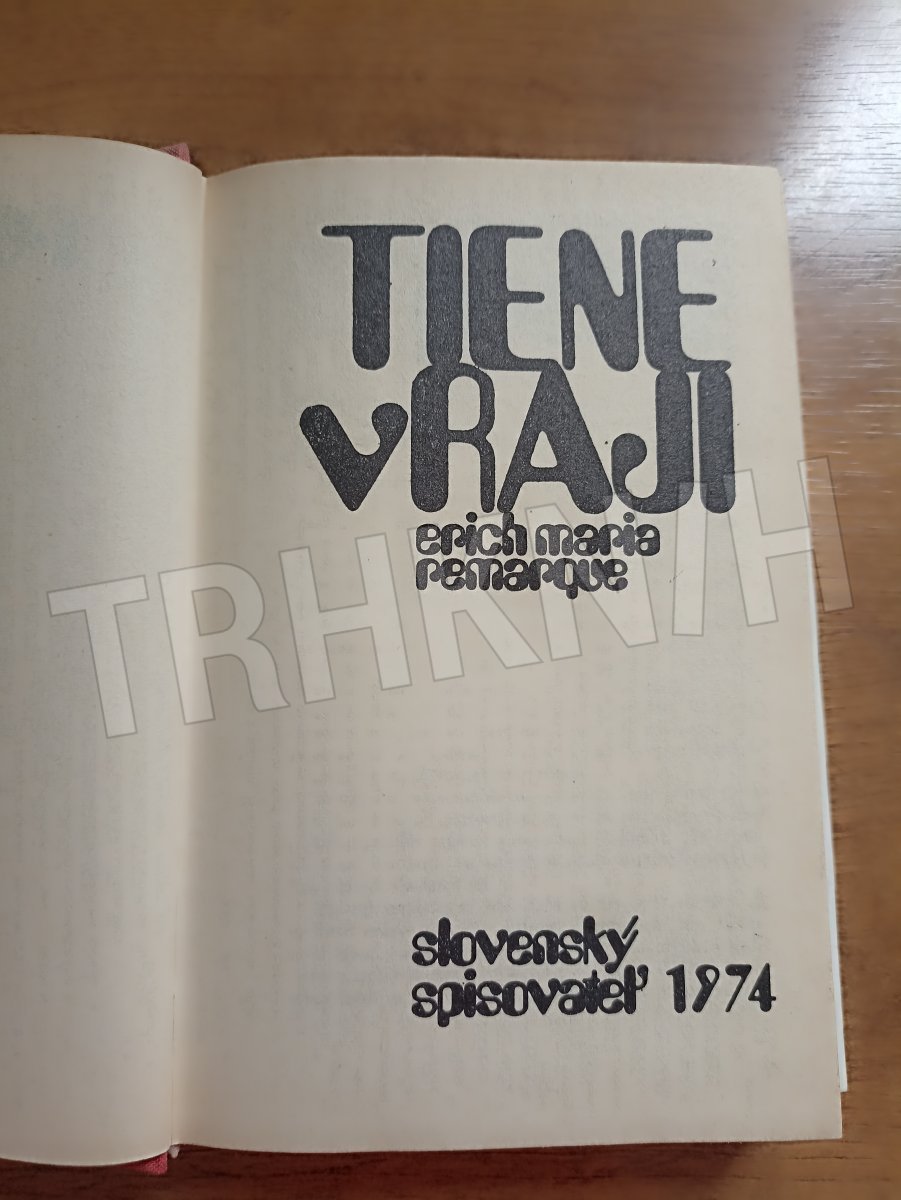 TIENE
VRAJI
erich maria
remarque
TRHKNIH
slovenský
spisovateľ 1974